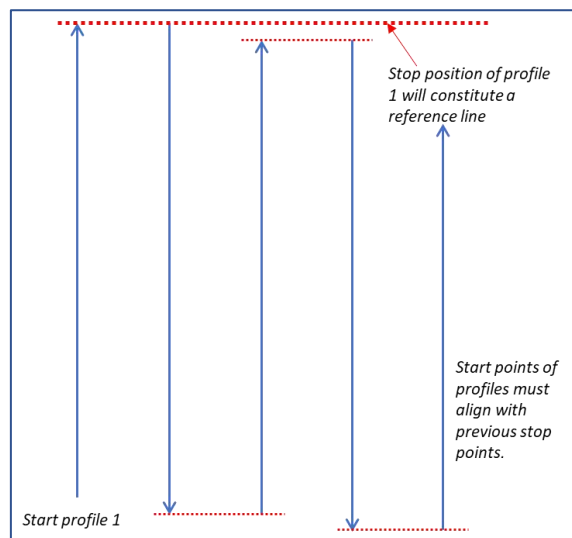 Stop position of profile
1 will constitute a
reference line
Start points of
profiles must
align with
previous stop
points.
Start profile 1